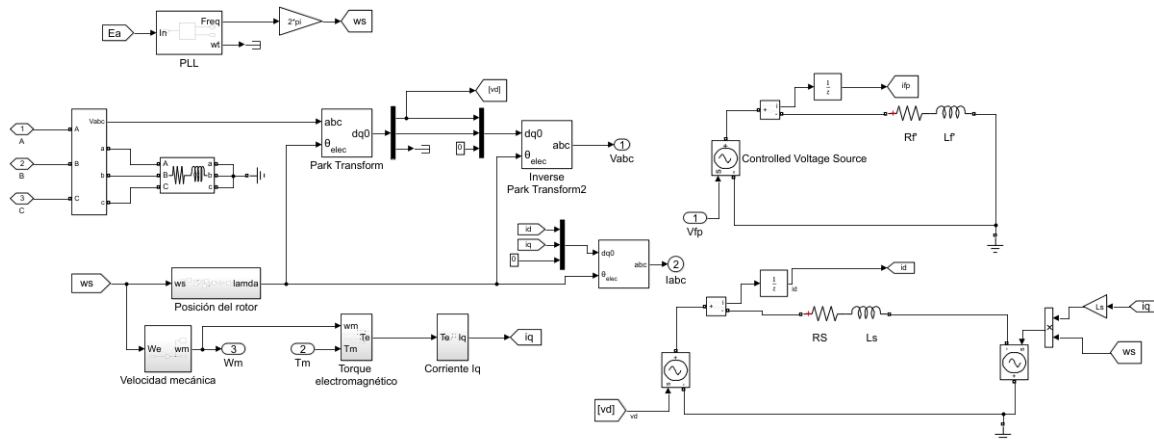 Ea
In
Freq
wt
PLL
2*pi
ws
1
A
2
B
3
C
A
B
C
Vabc
a
b
c
A
B
C
a
b
c
abc
θelec
dq0
Park Transform
[vd]
0
dq0
θelec
abc
Inverse
Park Transform2
1
Vabc
id
iq
0
dq0
θelec
abc
2
Iabc
ws
ws
lamda
Posición del rotor
We
wm
Velocidad mecánica
3
Wm
2
Tm
wm
Tm
Te
Torque
electromagnético
Te
Iq
Corriente Iq
iq
ifp
Rf'
Lf'
Controlled Voltage Source
1
Vfp
id
id
RS
Ls
[vd]
vd
Ls
iq
ws